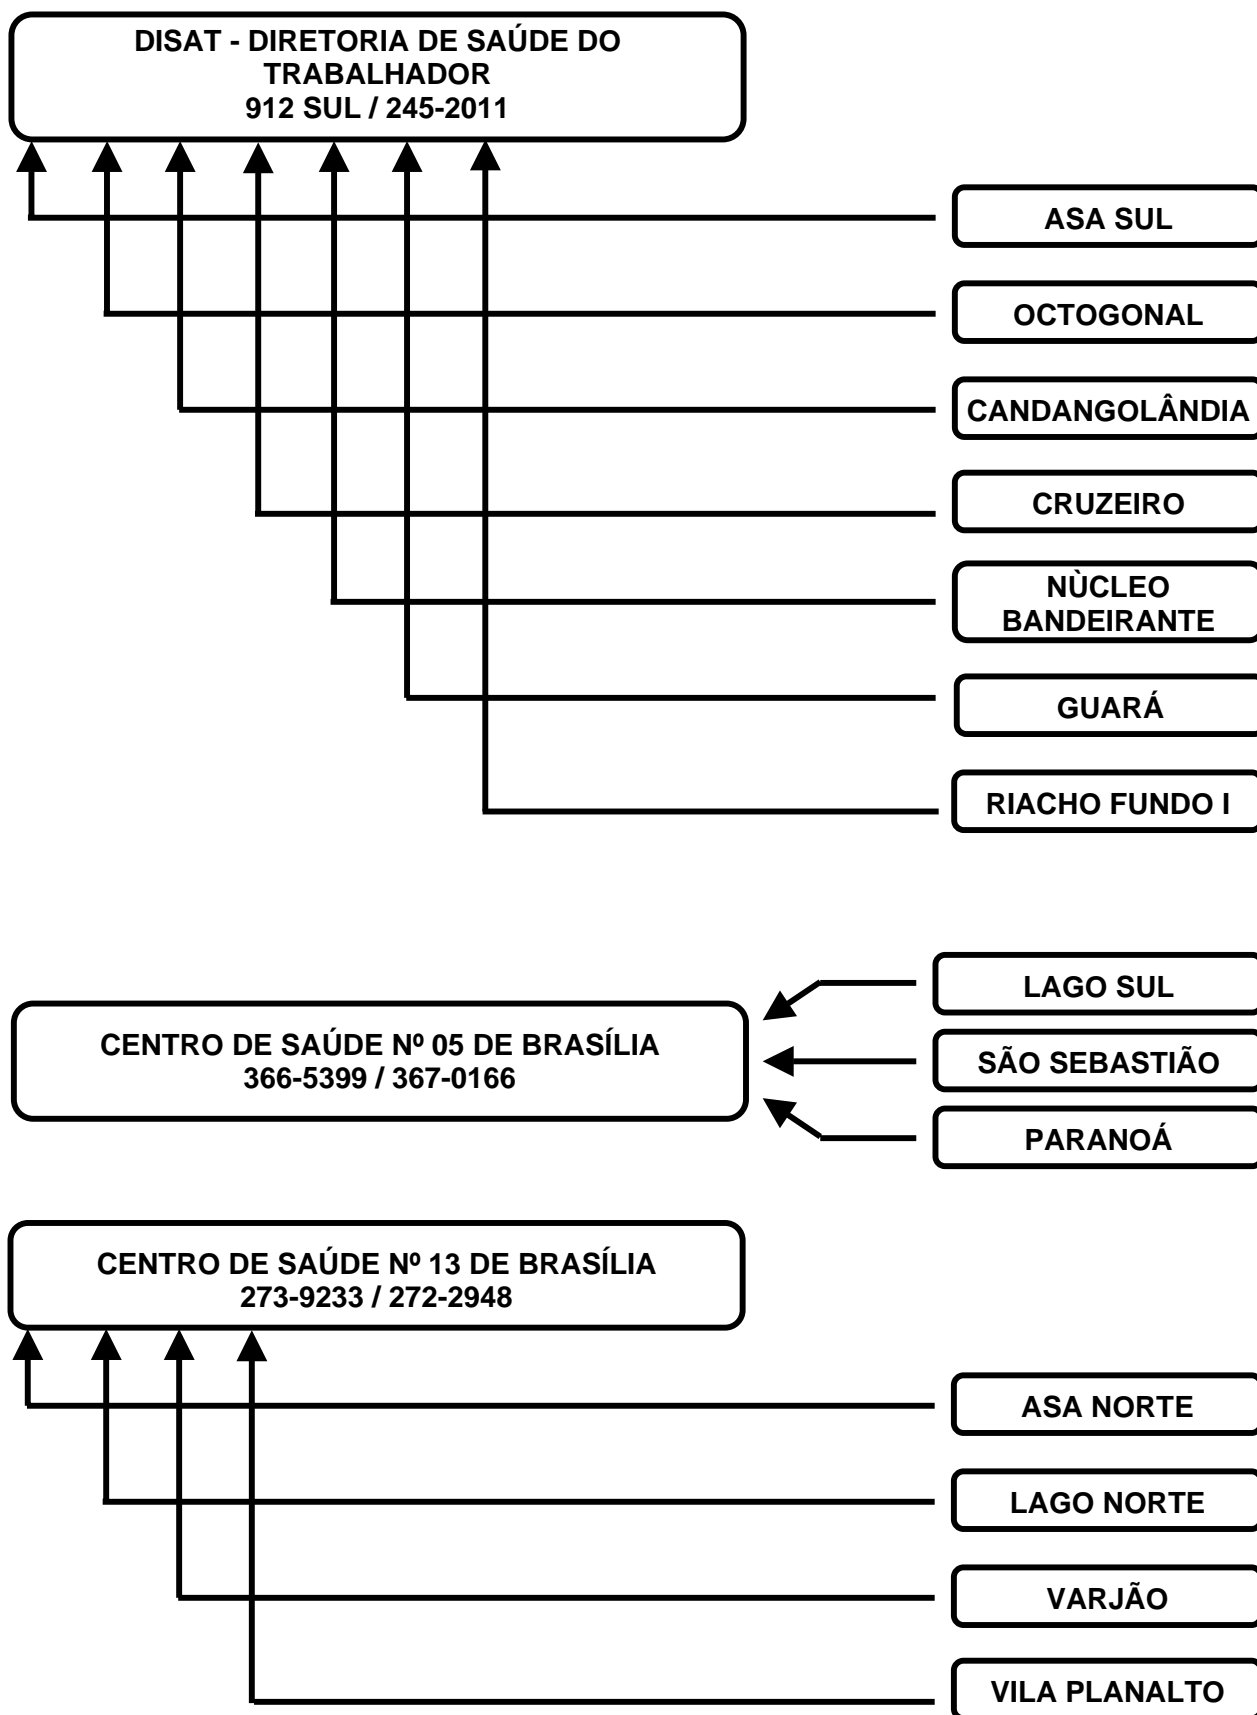 DISAT - DIRETORIA DE SAÚDE DO
TRABALHADOR
912 SUL / 245-2011
ASA SUL
OCTOGONAL
CANDANGOLÂNDIA
CRUZEIRO
NÙCLEO
BANDEIRANTE
GUARÁ
RIACHO FUNDO I
CENTRO DE SAÚDE Nº 05 DE BRASÍLIA
366-5399 / 367-0166
LAGO SUL
SÃO SEBASTIÃO
PARANOÁ
CENTRO DE SAÚDE Nº 13 DE BRASÍLIA
273-9233 / 272-2948
ASA NORTE
LAGO NORTE
VARJÃO
VILA PLANALTO